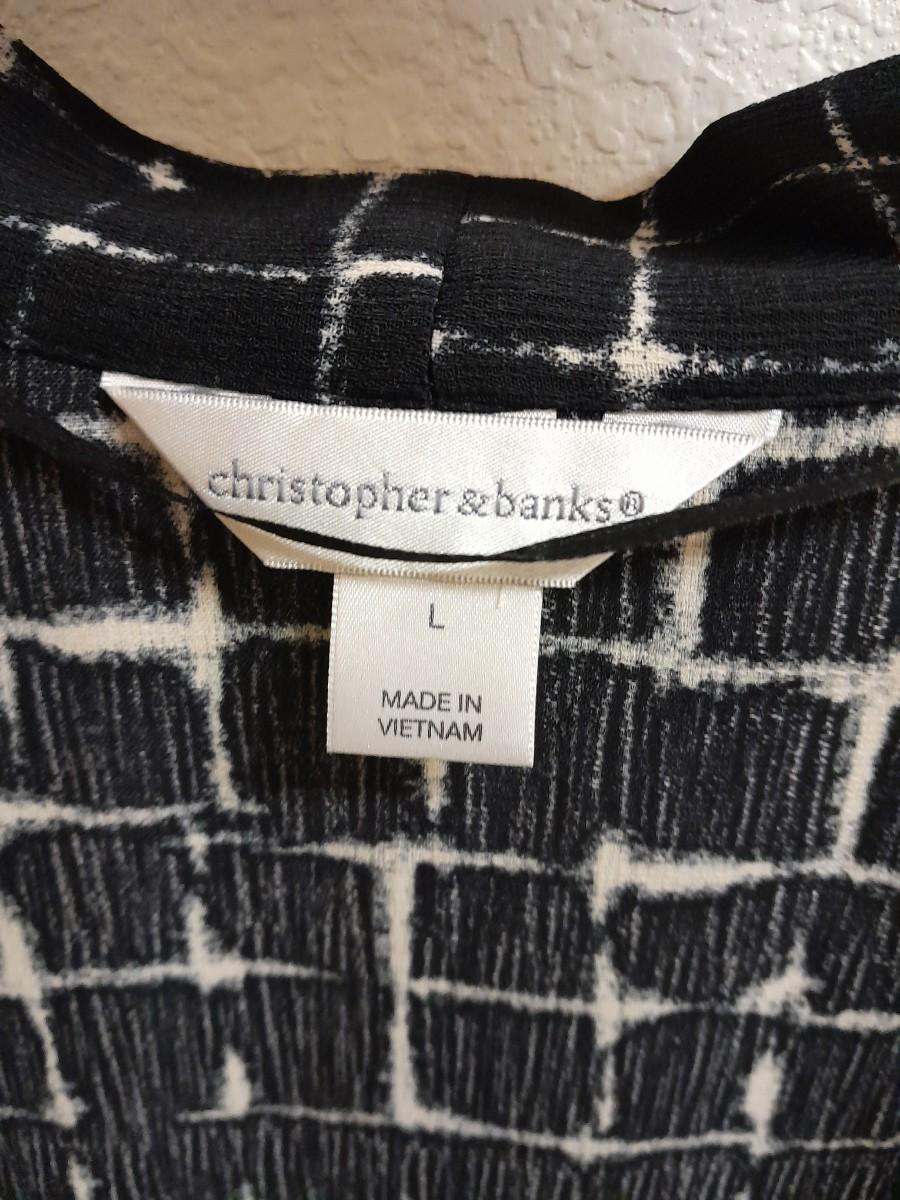 christopher & banks®
L
MADE IN
VIETNAM